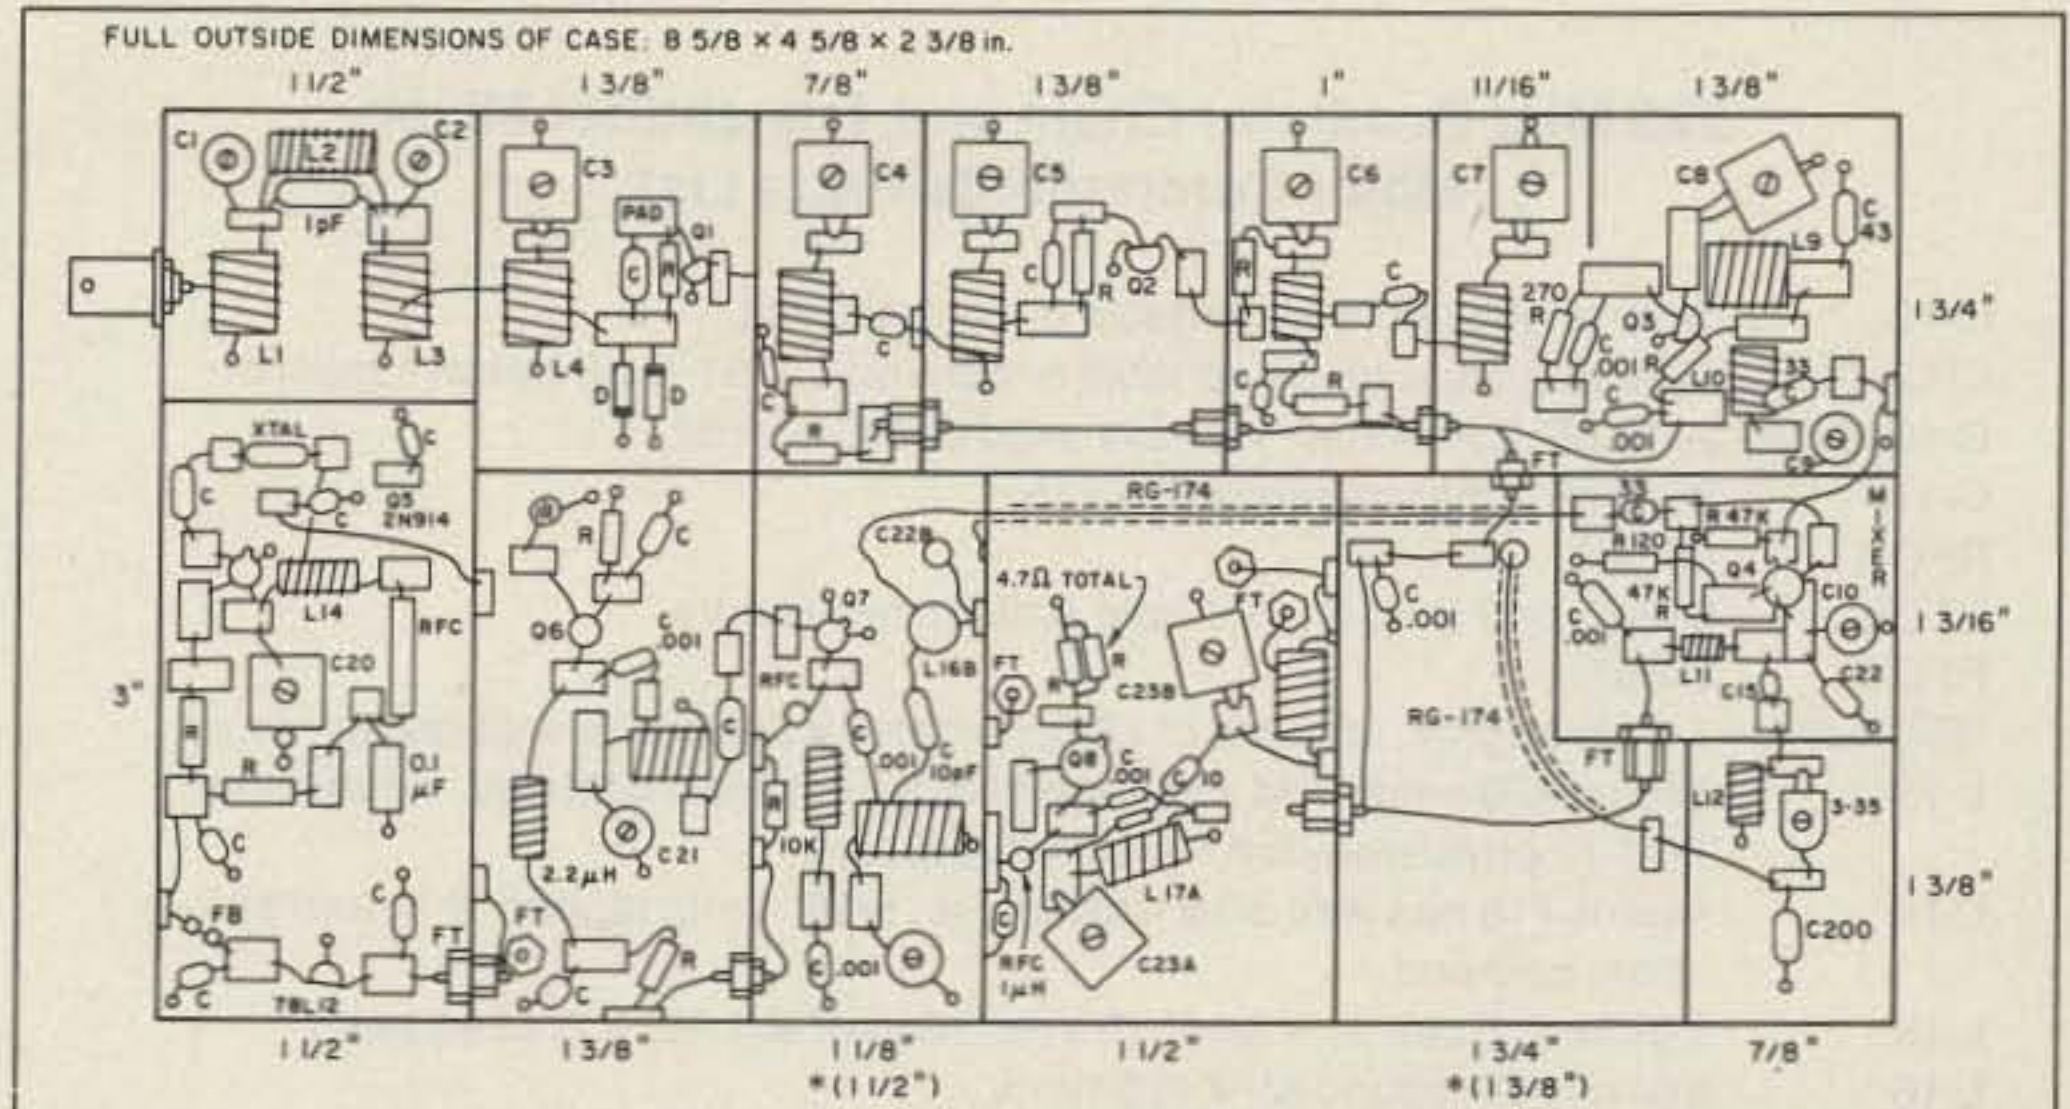 FULL OUTSIDE DIMENSIONS OF CASE: 8 5/8 × 4 5/8 × 2 3/8 in.
1 1/2" 1 3/8" 7/8" 1 3/8" 1" 11/16" 1 3/8"
C1 L2 C2 1pF L1 L3
C3 PAD Q1 C R L4 D D
C4 C C R
C5 C R Q2
C6 R C C R
C7
C8 C 43 L9 270 R Q3 C .001 R L10 33 C .001 C9
1 3/4"
XTAL C C Q5 2N914 C L14 RFC C20 R R 0.1 µF C FB C 78L12 C FT
3"
R C Q6 C .001 C C21 2.2µH FT C R
C22B Q7 L16B RFC C .001 C 10pF R 10K C .001
RG-174
4.7Ω TOTAL FT FT R R C23B Q8 C .001 C 10 L17A C RFC 1µH C23A
FT C .001 RG-174 FT
33 C R 47K MIXER R 120 Q4 47K R C10 C .001 L11 C15 C22
1 3/16"
L12 3-35 C200
1 3/8"
1 1/2" 1 3/8" 1 1/8" 1 1/2" 1 3/4" 7/8"
*(1 1/2") *(1 3/8")